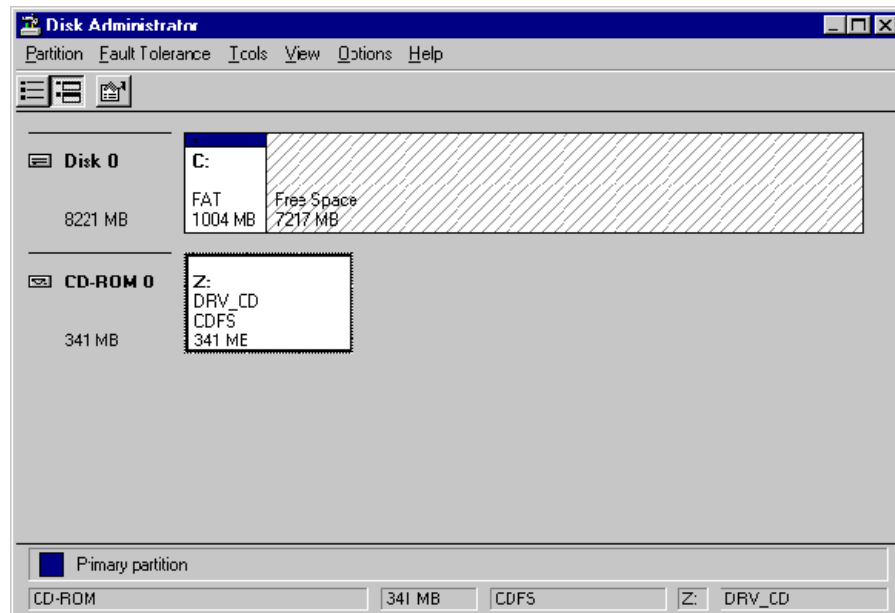 Disk Administrator
Partition Fault Tolerance Tools View Options Help
Disk 0
8221 MB
C:
FAT
1004 MB
Free Space
7217 MB
CD-ROM 0
341 MB
Z:
DRV_CD
CDFS
341 MB
Primary partition
CD-ROM 341 MB CDFS Z: DRV_CD